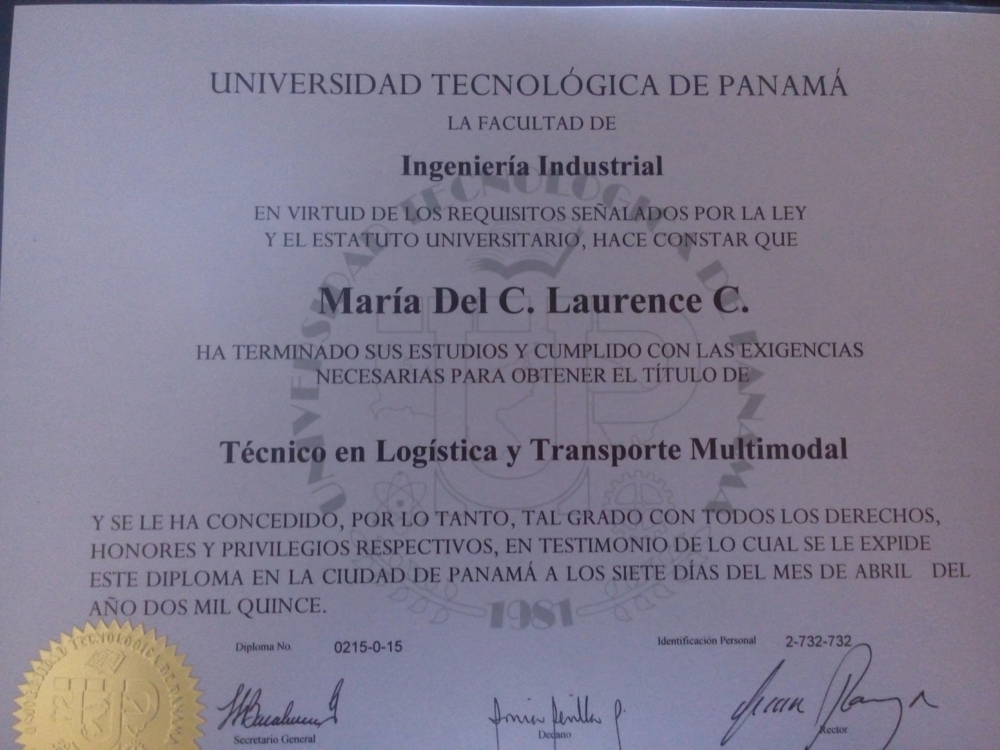 UNIVERSIDAD TECNOLÓGICA DE PANAMÁ
LA FACULTAD DE
Ingeniería Industrial
EN VIRTUD DE LOS REQUISITOS SEÑALADOS POR LA LEY
Y EL ESTATUTO UNIVERSITARIO, HACE CONSTAR QUE
María Del C. Laurence C.
HA TERMINADO SUS ESTUDIOS Y CUMPLIDO CON LAS EXIGENCIAS
NECESARIAS PARA OBTENER EL TÍTULO DE
Técnico en Logística y Transporte Multimodal
Y SE LE HA CONCEDIDO, POR LO TANTO, TAL GRADO CON TODOS LOS DERECHOS,
HONORES Y PRIVILEGIOS RESPECTIVOS, EN TESTIMONIO DE LO CUAL SE LE EXPIDE
ESTE DIPLOMA EN LA CIUDAD DE PANAMÁ A LOS SIETE DÍAS DEL MES DE ABRIL DEL
AÑO DOS MIL QUINCE.
UNIVERSIDAD TECNOLOGICA DE PANAMA
1981
Diploma No. 0215-0-15
Identificación Personal 2-732-732
UNIVERSIDAD TECNOLOGICA DE PANAMA
UTP
Secretario General
Decano
Rector